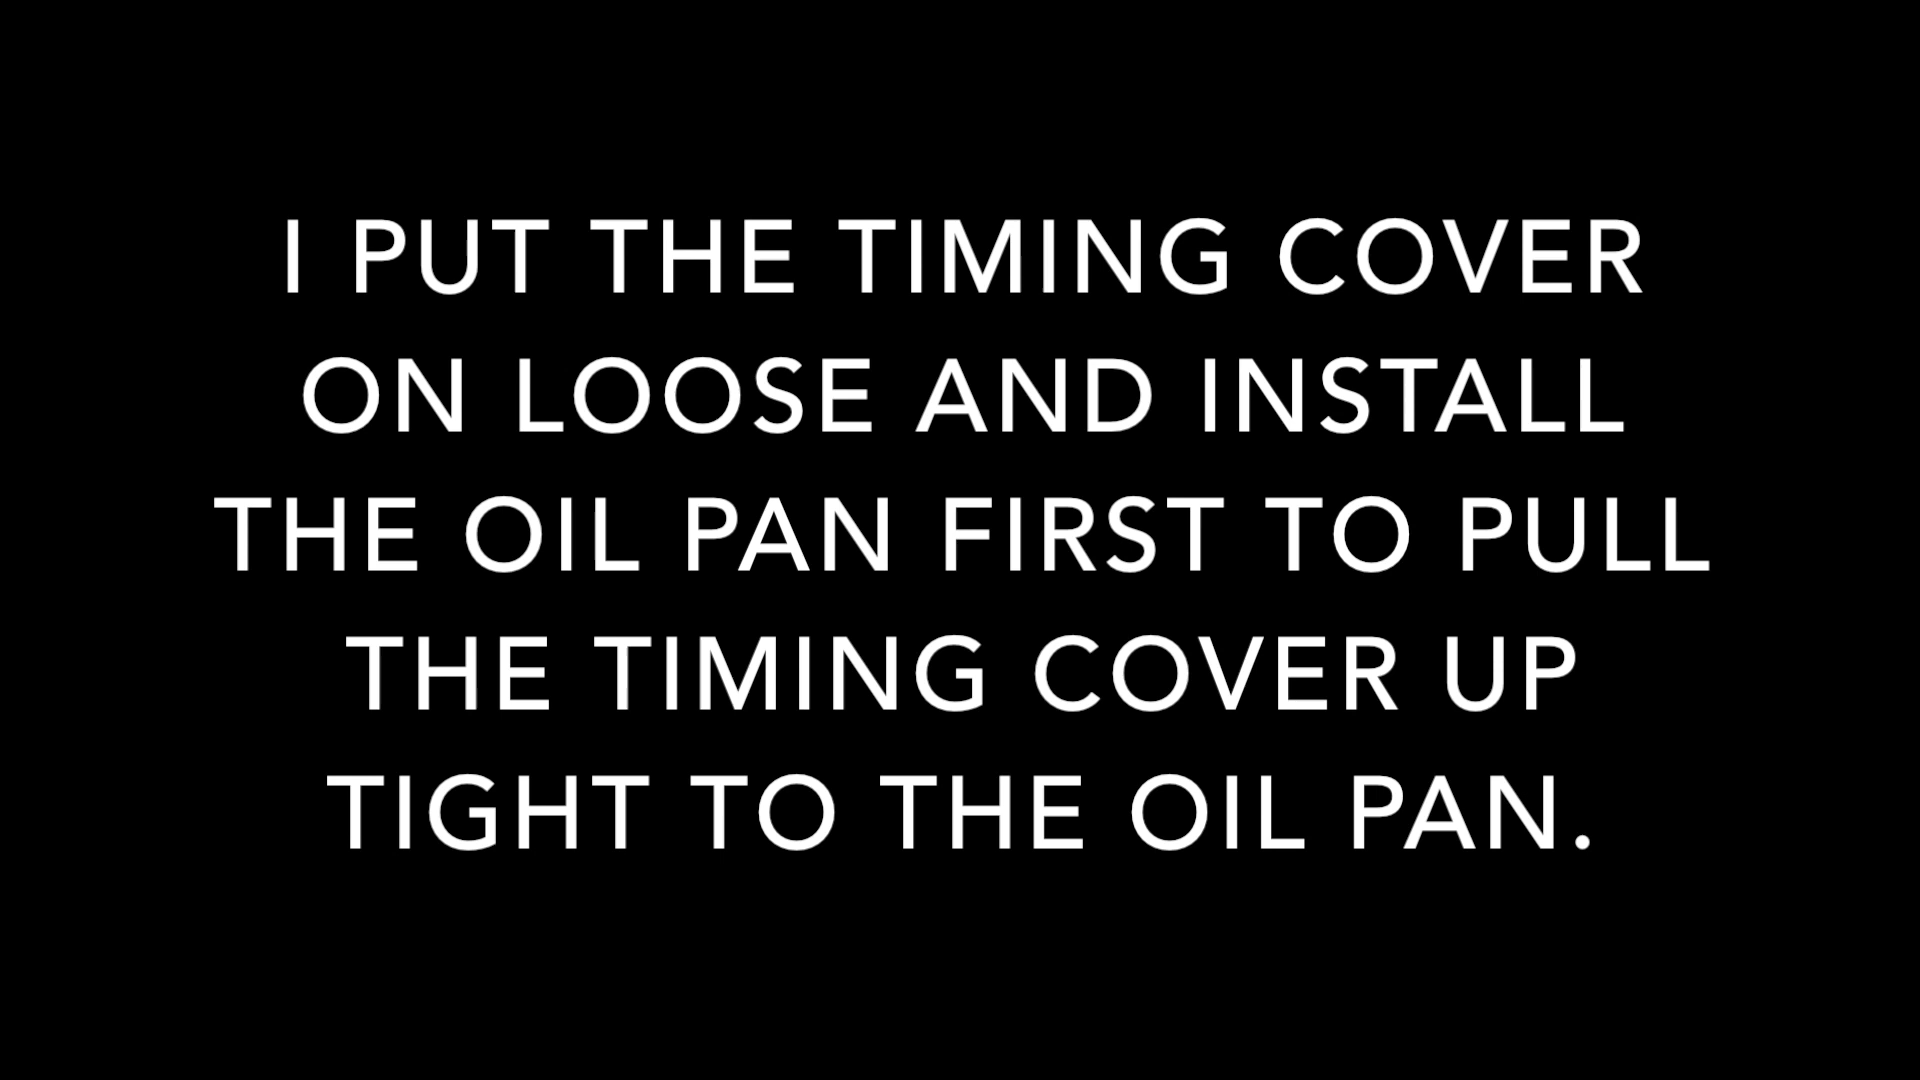 I PUT THE TIMING COVER
ON LOOSE AND INSTALL
THE OIL PAN FIRST TO PULL
THE TIMING COVER UP
TIGHT TO THE OIL PAN.